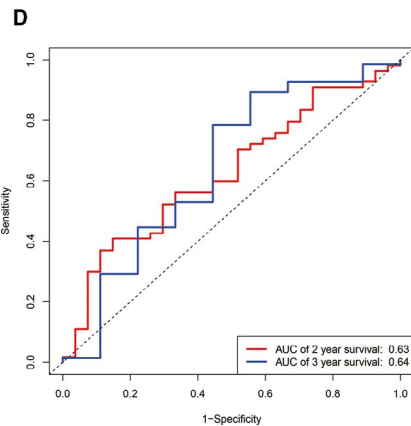 D
1.0
0.8
0.6
0.4
0.2
0.0
Sensitivity
AUC of 2 year survival: 0.63
AUC of 3 year survival: 0.64
0.0 0.2 0.4 0.6 0.8 1.0
1-Specificity